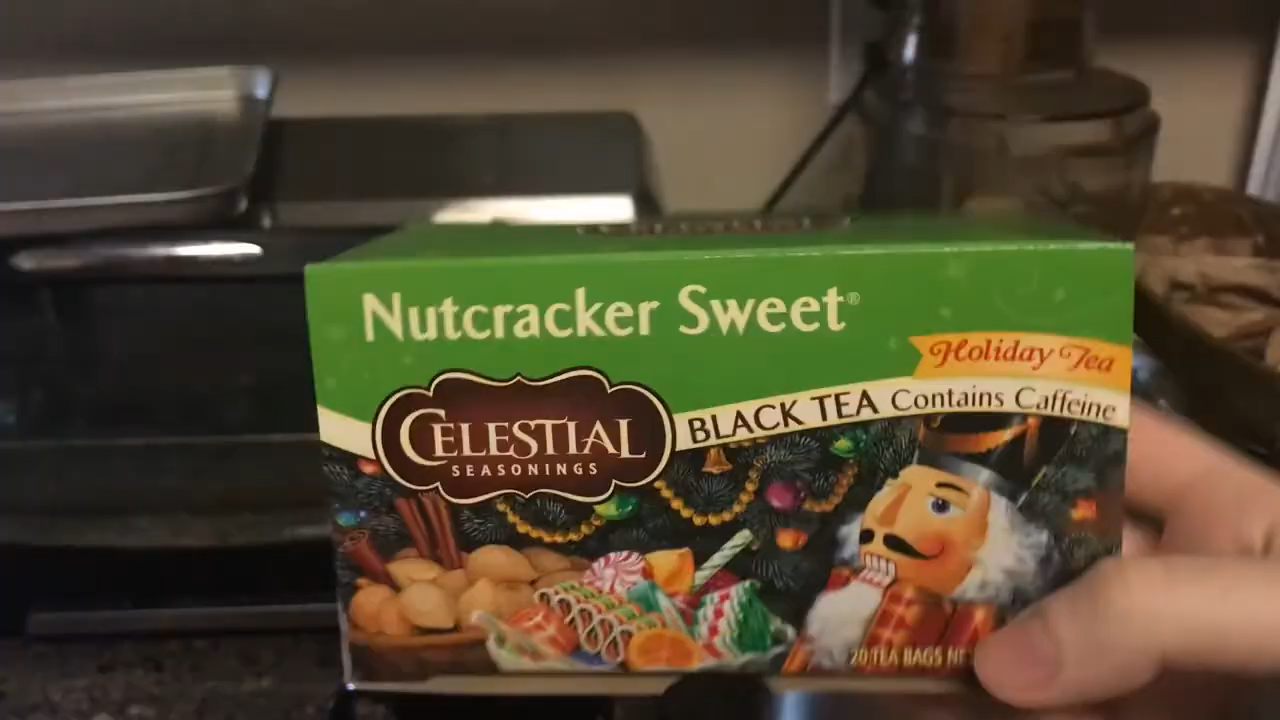 Nutcracker Sweet®
Holiday Tea
CELESTIAL
SEASONINGS
BLACK TEA Contains Caffeine
20 TEA BAGS